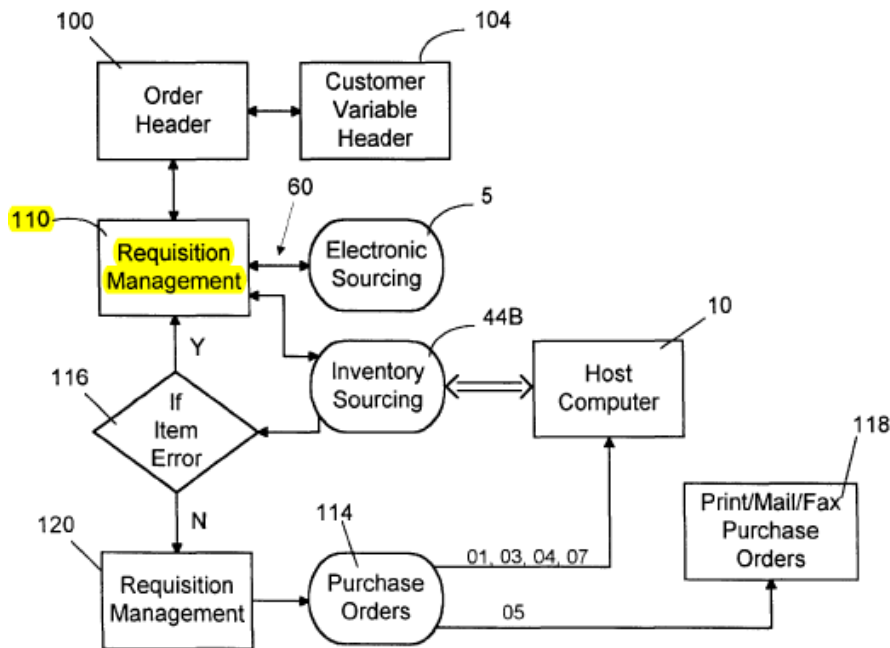 100
104
Order
Header
Customer
Variable
Header
60
5
110
Requisition
Management
Electronic
Sourcing
44B
10
Y
116
If
Item
Error
Inventory
Sourcing
Host
Computer
118
N
120
114
Print/Mail/Fax
Purchase
Orders
01, 03, 04, 07
Requisition
Management
Purchase
Orders
05